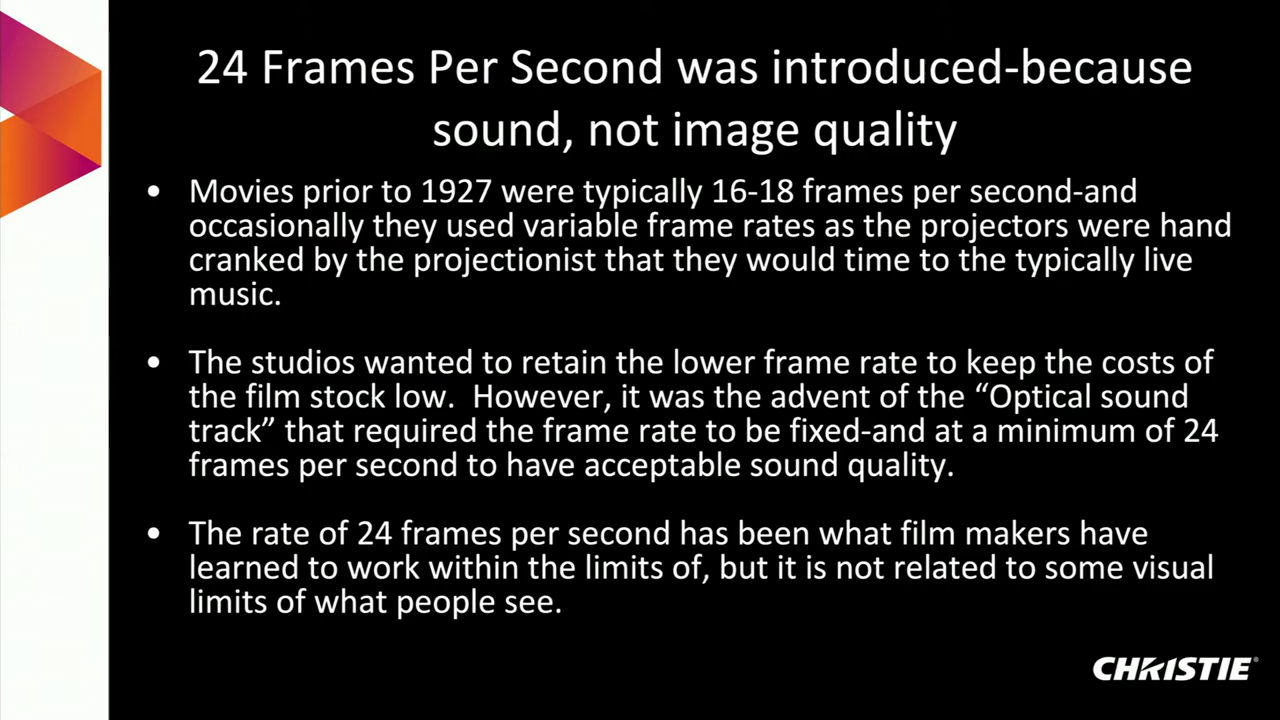 24 Frames Per Second was introduced-because
sound, not image quality
• Movies prior to 1927 were typically 16-18 frames per second-and
occasionally they used variable frame rates as the projectors were hand
cranked by the projectionist that they would time to the typically live
music.
• The studios wanted to retain the lower frame rate to keep the costs of
the film stock low.  However, it was the advent of the “Optical sound
track” that required the frame rate to be fixed-and at a minimum of 24
frames per second to have acceptable sound quality.
• The rate of 24 frames per second has been what film makers have
learned to work within the limits of, but it is not related to some visual
limits of what people see.
CHRISTIE®